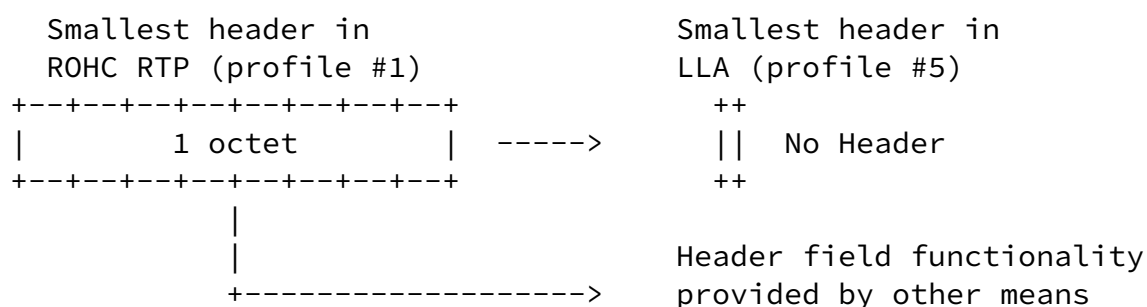 Smallest header in Smallest header in
ROHC RTP (profile #1) LLA (profile #5)
+--+--+--+--+--+--+--+--+ ++
| 1 octet | -----> || No Header
+--+--+--+--+--+--+--+--+ ++
|
| Header field functionality
+-------------------> provided by other means